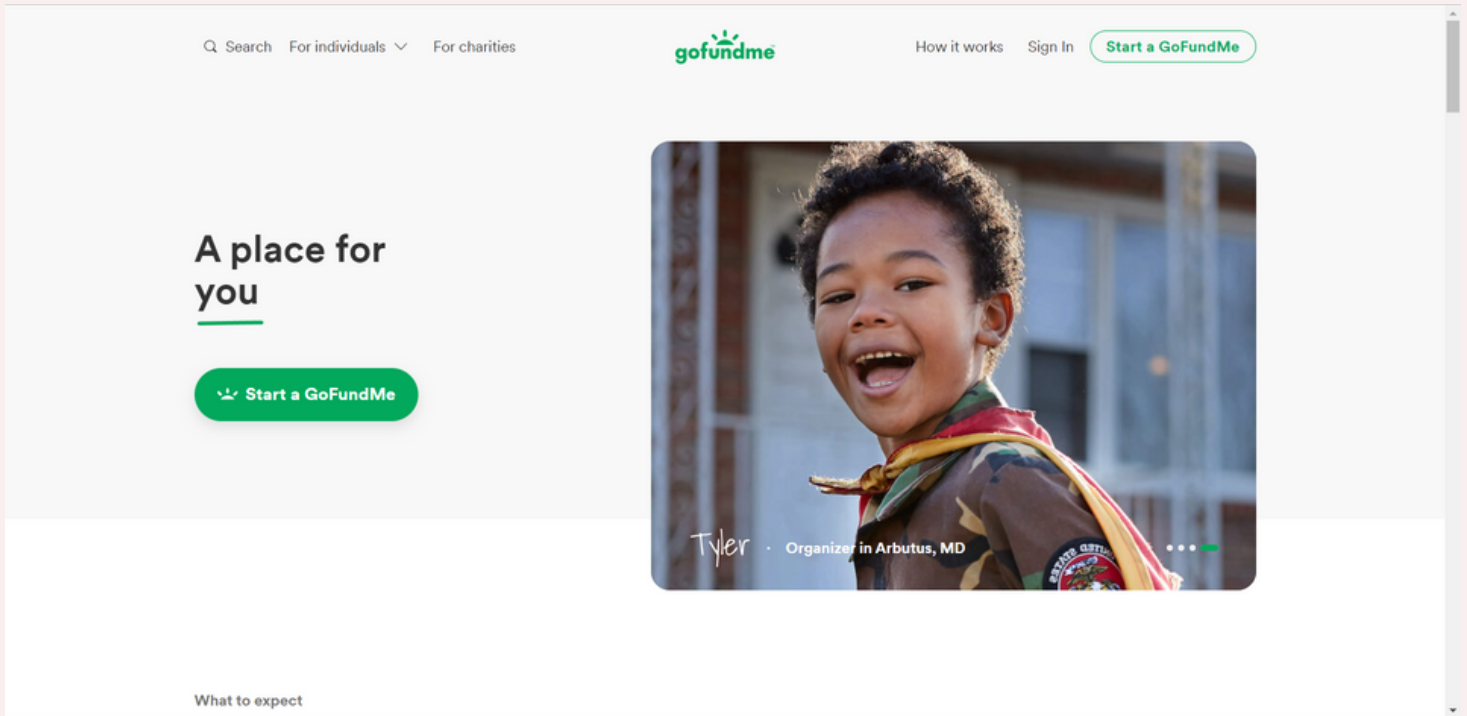 Search For individuals For charities gofundme How it works Sign In Start a GoFundMe
A place for
you
Start a GoFundMe
Tyler · Organizer in Arbutus, MD
What to expect